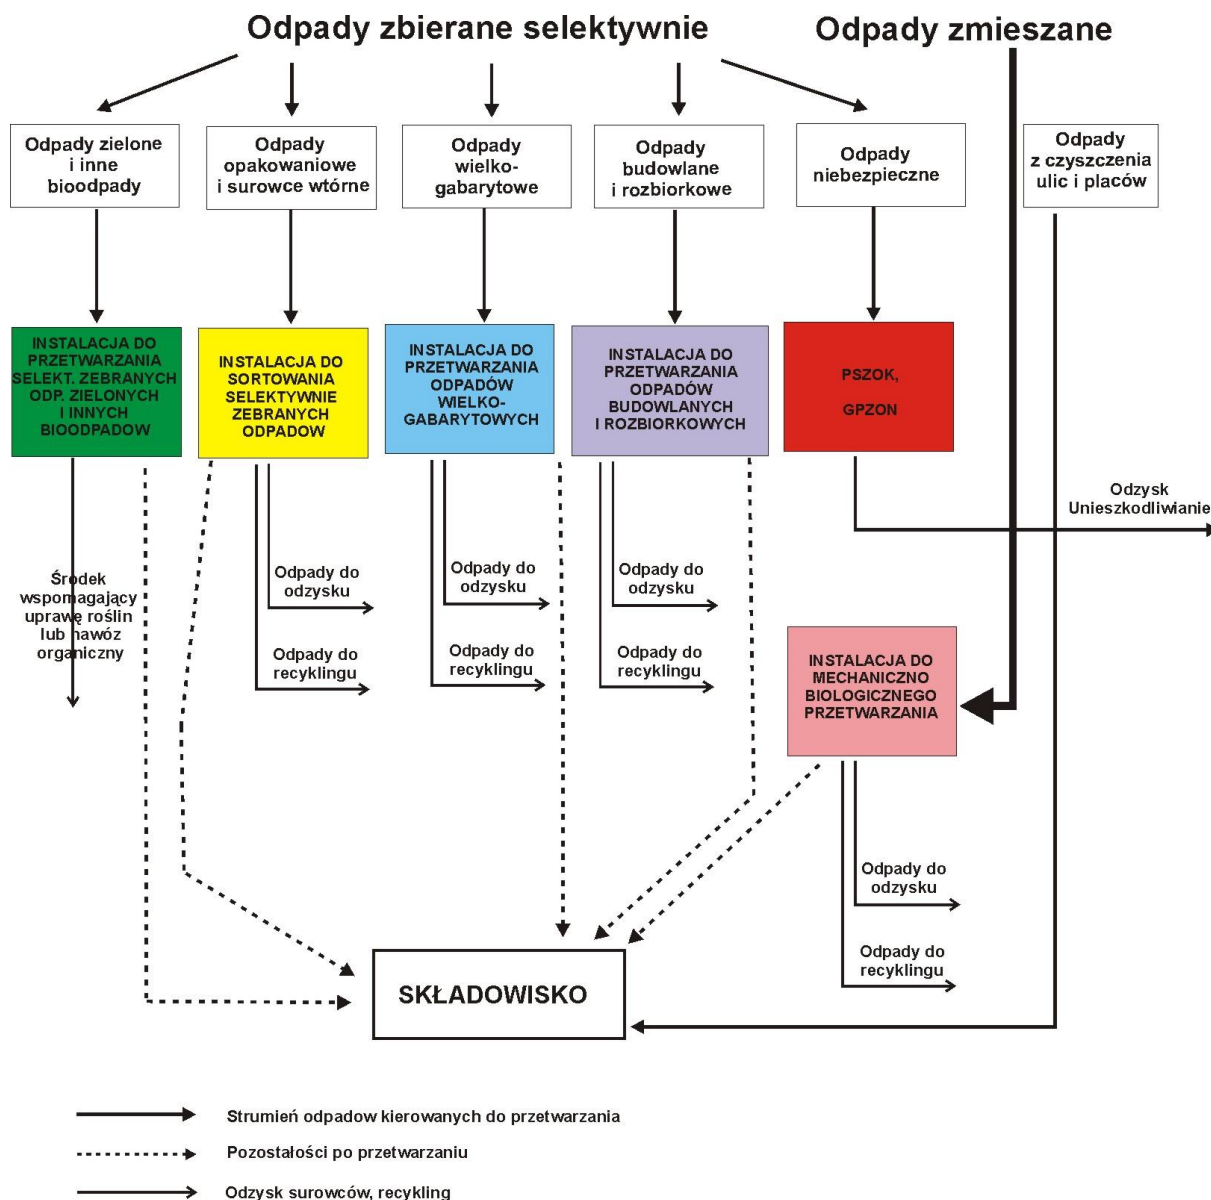 Odpady zbierane selektywnie
Odpady zmieszane
Odpady zielone
i inne
bioodpady
Odpady
opakowaniowe
i surowce wtórne
Odpady
wielko-
gabarytowe
Odpady
budowlane
i rozbiorkowe
Odpady
niebezpieczne
Odpady
z czyszczenia
ulic i placów
INSTALACJA DO
PRZETWARZANIA
SELEKT. ZEBRANYCH
ODP. ZIELONYCH
I INNYCH
BIOODPADOW
INSTALACJA DO
SORTOWANIA
SELEKTYWNIE
ZEBRANYCH
ODPADOW
INSTALACJA DO
PRZETWARZANIA
ODPADÓW
WIELKO-
GABARYTOWYCH
INSTALACJA DO
PRZETWARZANIA
ODPADÓW
BUDOWLANYCH
I ROZBIORKOWYCH
PSZOK,
GPZON
Odzysk
Unieszkodliwianie
Środek
wspomagający
uprawę roślin
lub nawóz
organiczny
Odpady do
odzysku
Odpady do
recyklingu
Odpady do
odzysku
Odpady do
recyklingu
Odpady do
odzysku
Odpady do
recyklingu
INSTALACJA DO
MECHANICZNO
BIOLOGICZNEGO
PRZETWARZANIA
Odpady do
odzysku
Odpady do
recyklingu
SKŁADOWISKO
Strumień odpadow kierowanych do przetwarzania
Pozostałości po przetwarzaniu
Odzysk surowców, recykling